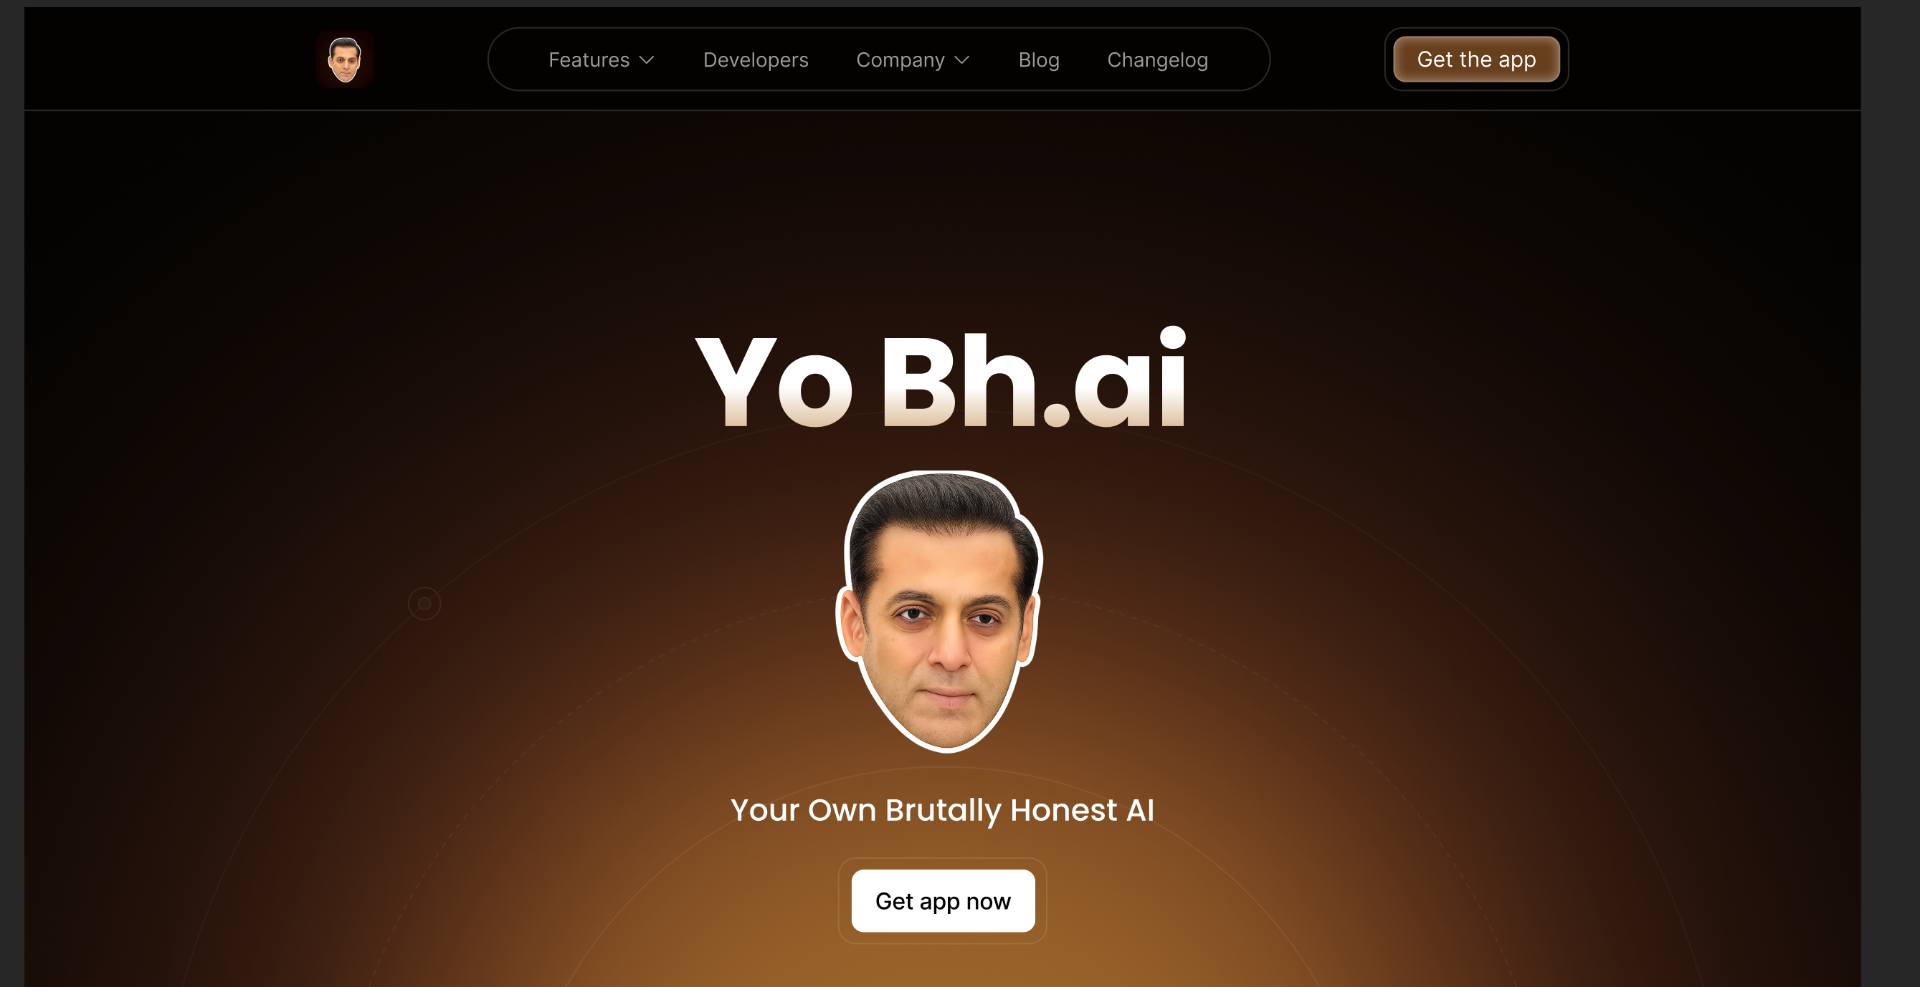 Features
Developers
Company
Blog
Changelog
Get the app
Yo Bh.ai
Your Own Brutally Honest AI
Get app now